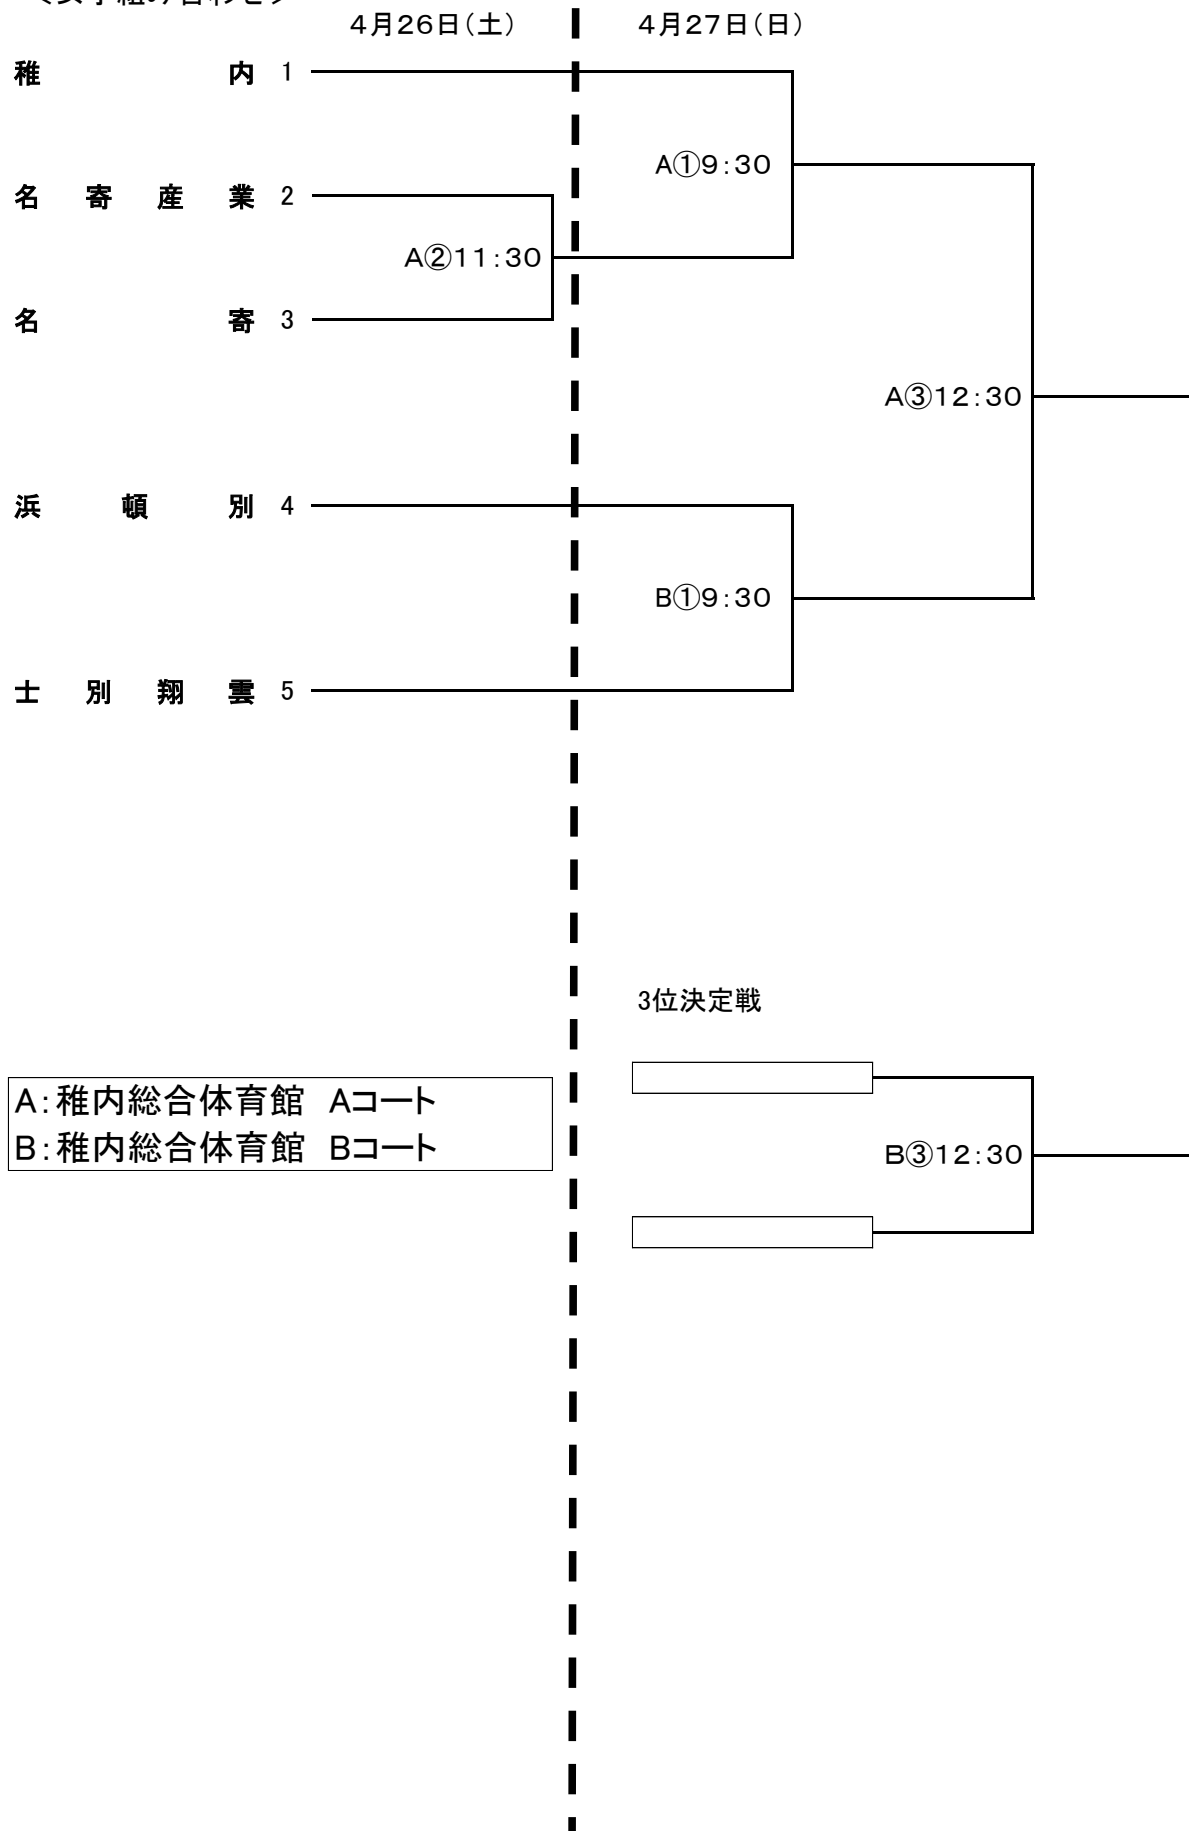 4月26日(土) 4月27日(日)
稚内 1
A①9:30
名寄産業 2
A②11:30
名寄 3
A③12:30
浜頓別 4
B①9:30
士別翔雲 5
3位決定戦
A:稚内総合体育館 Aコート
B:稚内総合体育館 Bコート
B③12:30